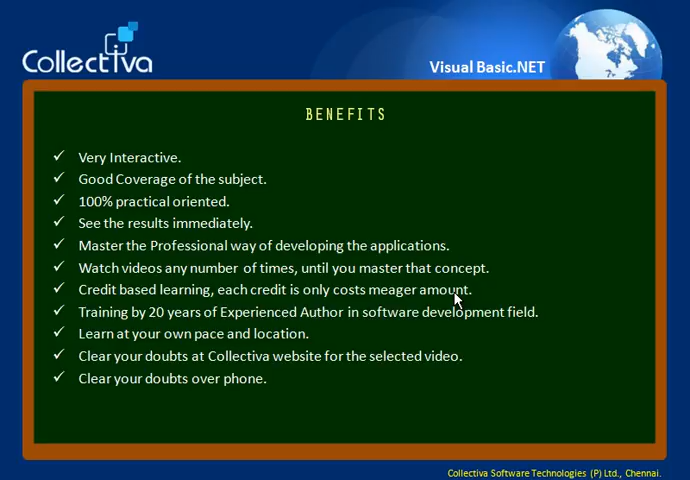 Collectiva
Visual Basic.NET
BENEFITS
✓ Very Interactive.
✓ Good Coverage of the subject.
✓ 100% practical oriented.
✓ See the results immediately.
✓ Master the Professional way of developing the applications.
✓ Watch videos any number of times, until you master that concept.
✓ Credit based learning, each credit is only costs meager amount.
✓ Training by 20 years of Experienced Author in software development field.
✓ Learn at your own pace and location.
✓ Clear your doubts at Collectiva website for the selected video.
✓ Clear your doubts over phone.
Collectiva Software Technologies (P) Ltd., Chennai.